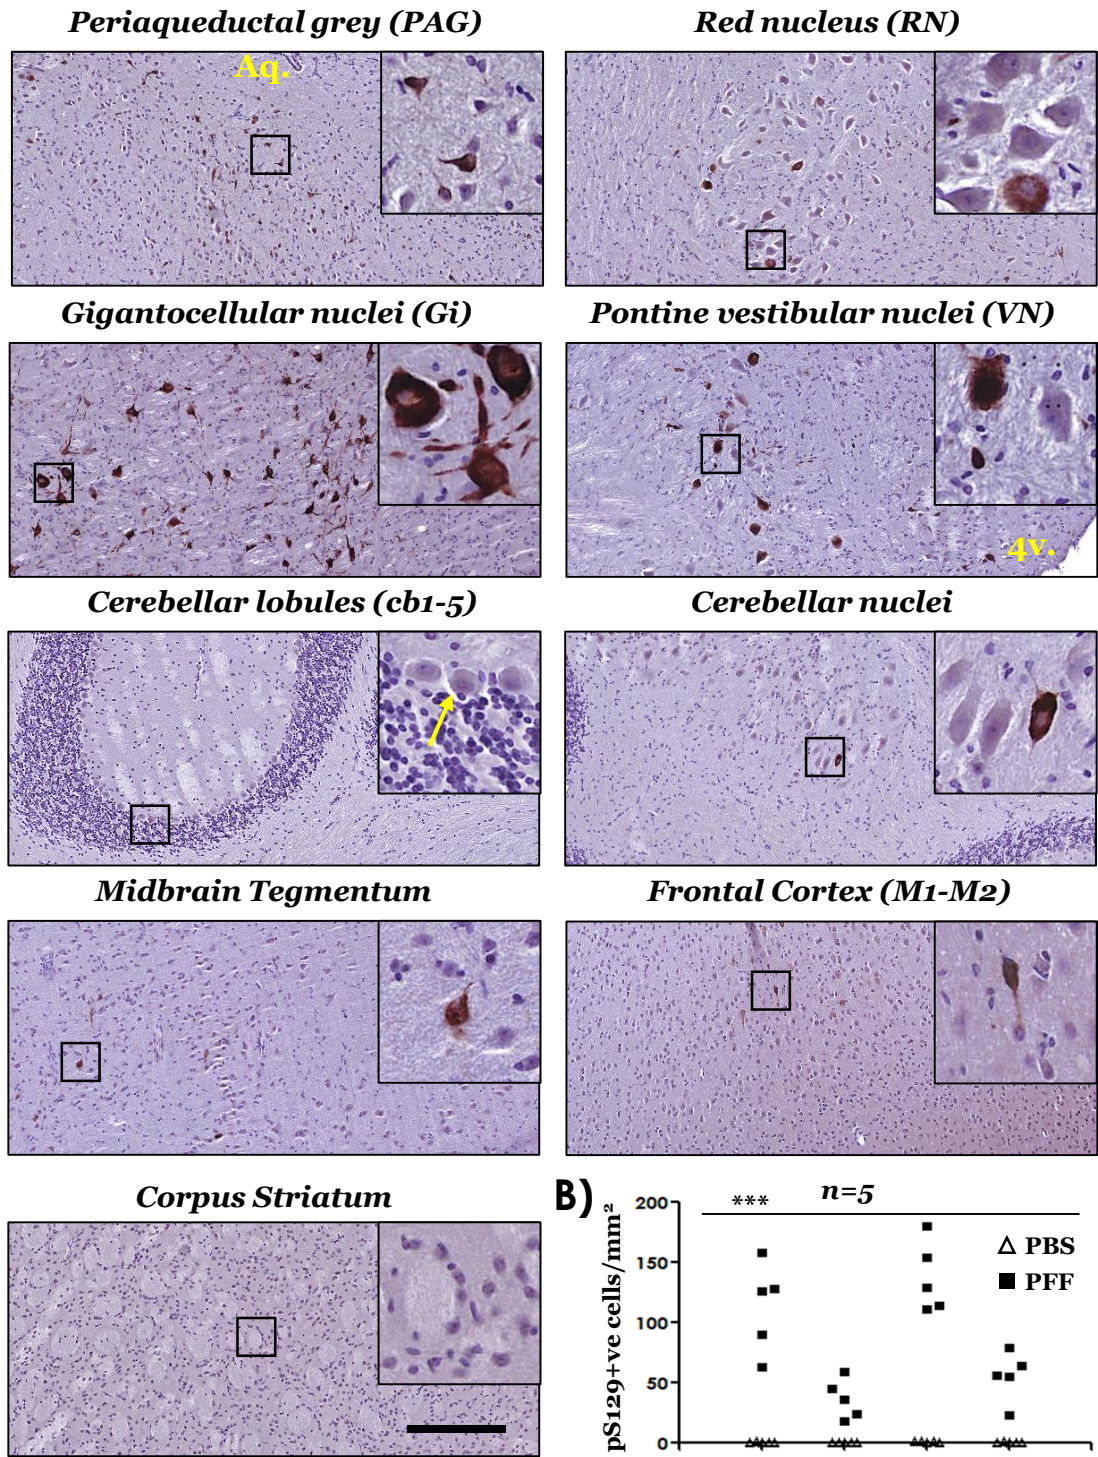 Periaqueductal grey (PAG)
Red nucleus (RN)
Aq.
Gigantocellular nuclei (Gi)
Pontine vestibular nuclei (VN)
4v.
Cerebellar lobules (cb1-5)
Cerebellar nuclei
Midbrain Tegmentum
Frontal Cortex (M1-M2)
Corpus Striatum
B)
pS129+ve cells/mm²
200
150
100
50
0
*** n=5
PBS
PFF